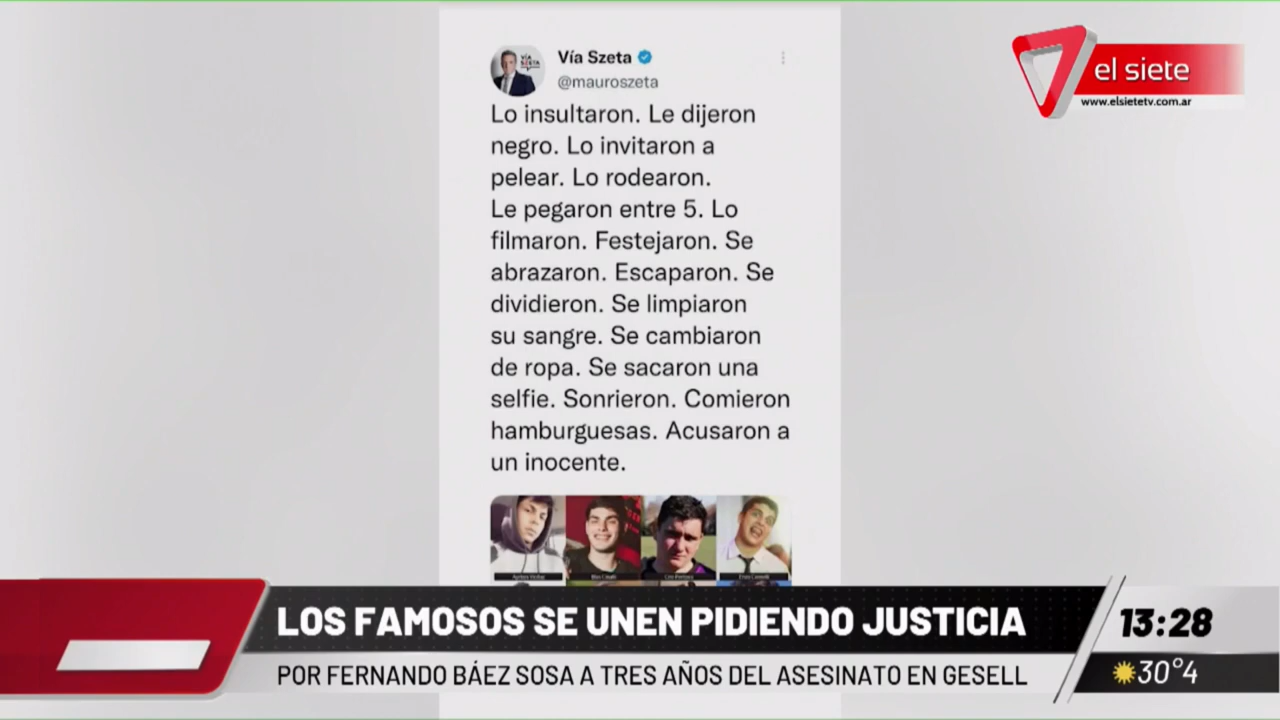 Vía Szeta
@mauroszeta
Lo insultaron. Le dijeron
negro. Lo invitaron a
pelear. Lo rodearon.
Le pegaron entre 5. Lo
filmaron. Festejaron. Se
abrazaron. Escaparon. Se
dividieron. Se limpiaron
su sangre. Se cambiaron
de ropa. Se sacaron una
selfie. Sonrieron. Comieron
hamburguesas. Acusaron a
un inocente.
el siete
www.elsietetv.com.ar
LOS FAMOSOS SE UNEN PIDIENDO JUSTICIA
POR FERNANDO BÁEZ SOSA A TRES AÑOS DEL ASESINATO EN GESELL
13:28
30°4